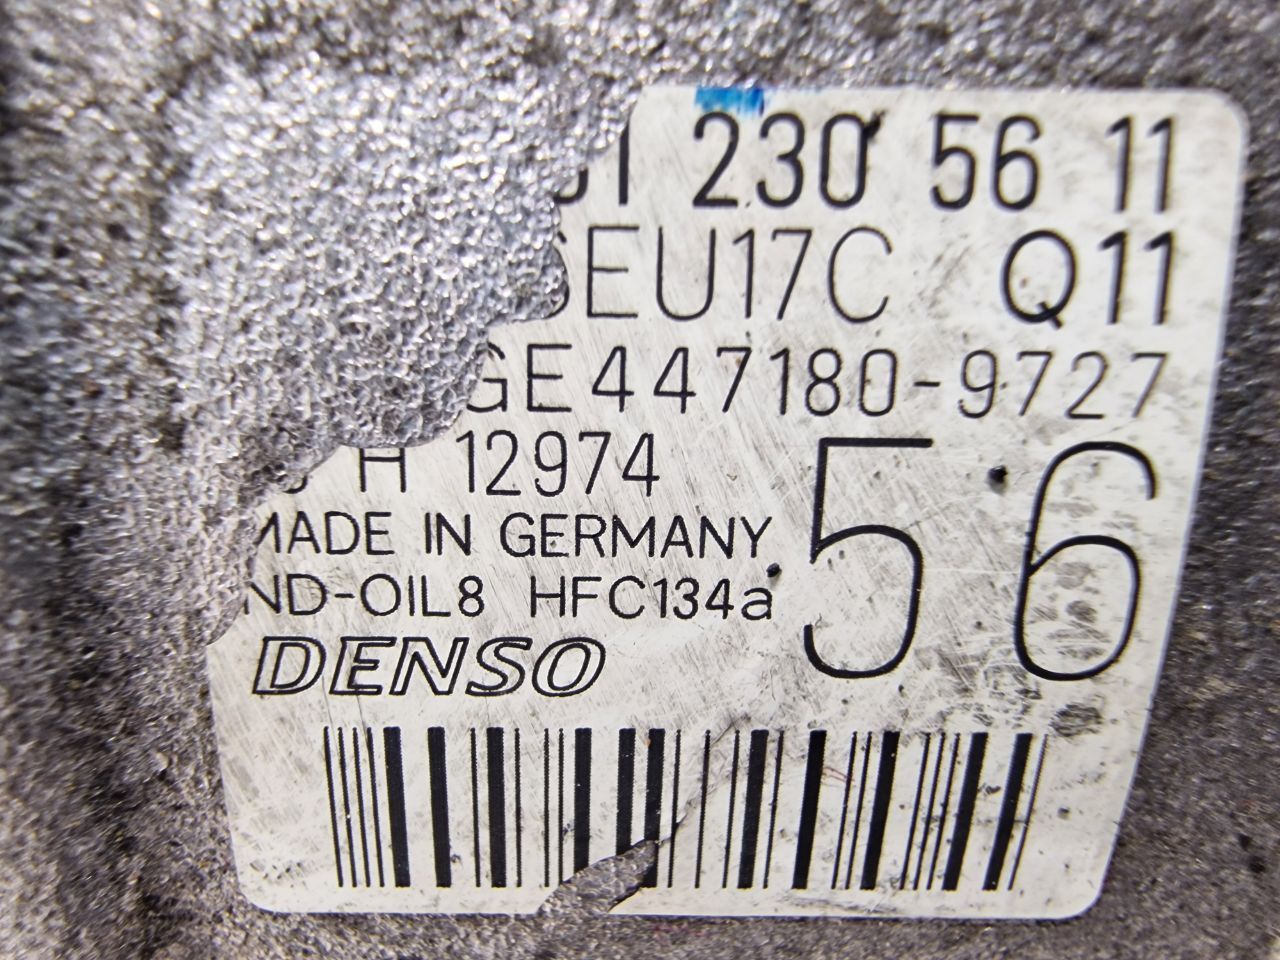 230 56 11
SEU17C Q11
GE447180-9727
H 12974
56
MADE IN GERMANY
ND-OIL8 HFC134a
DENSO